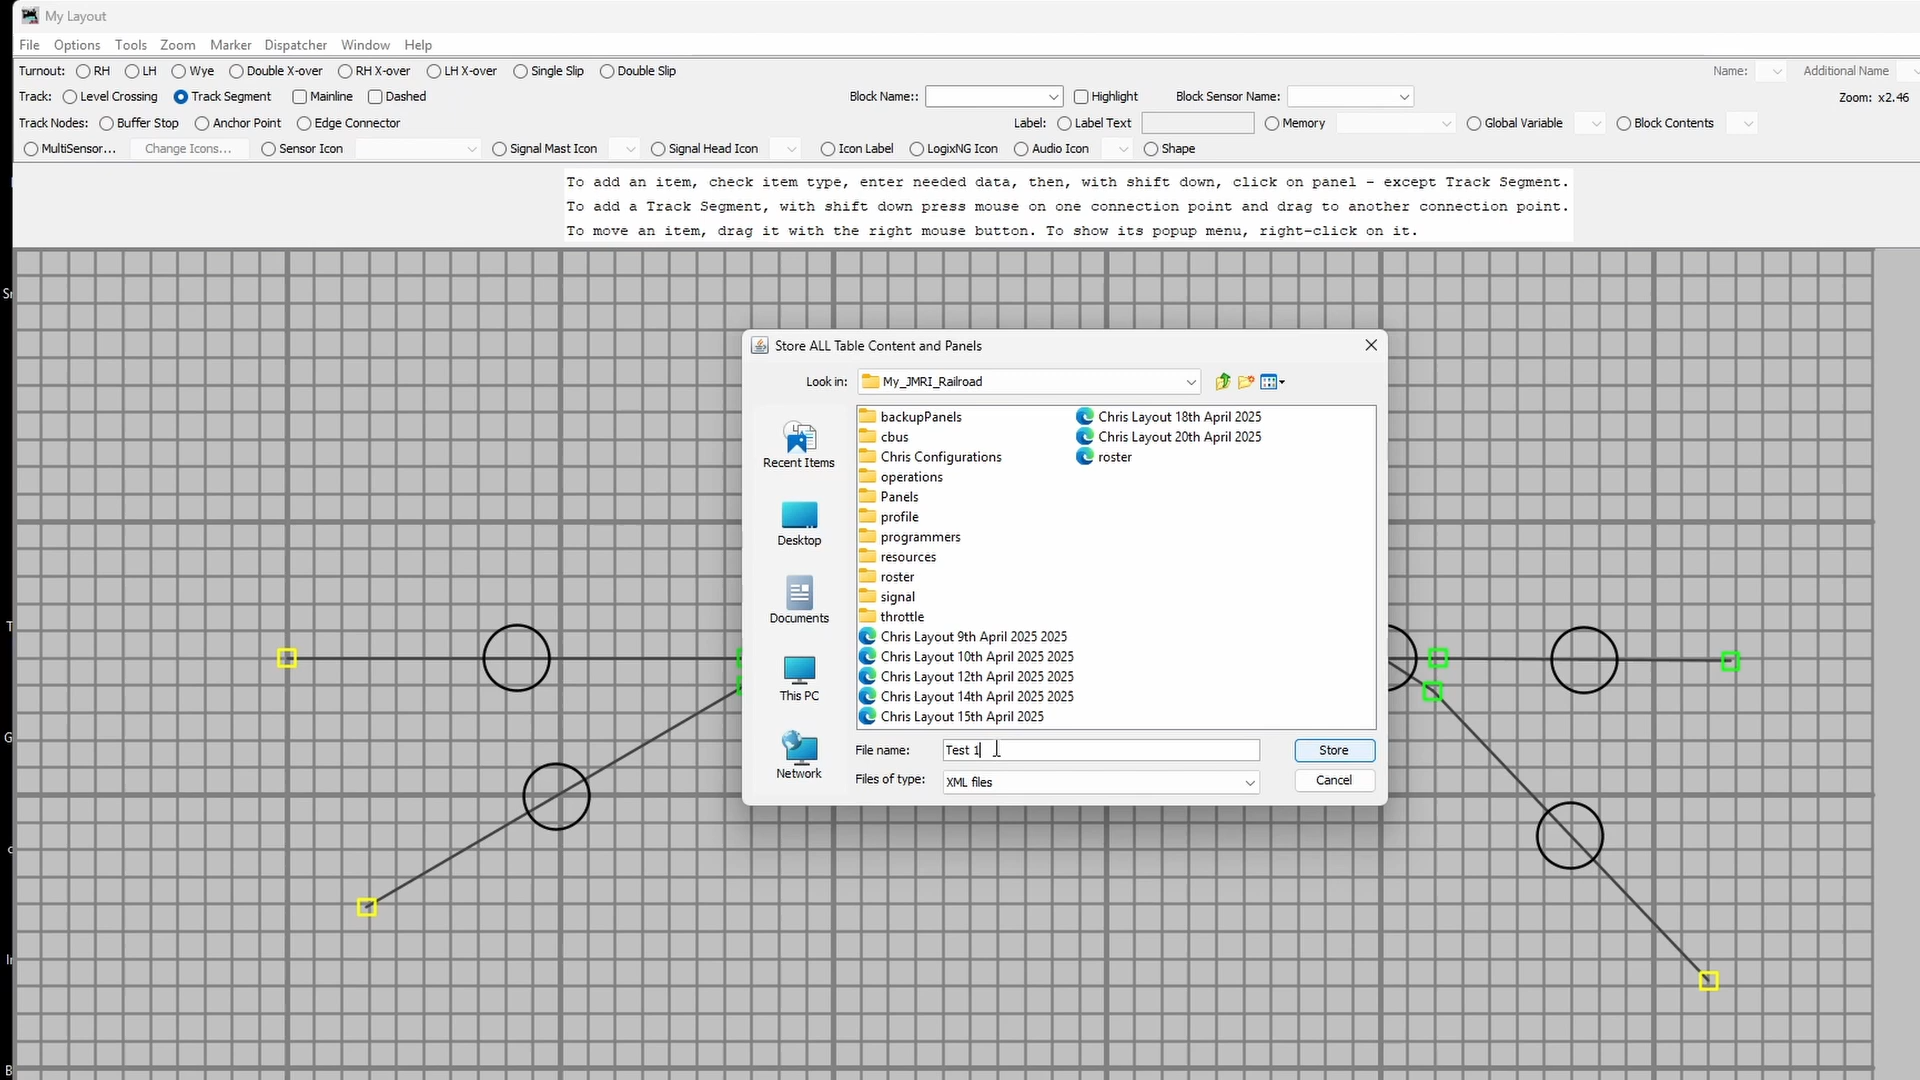 My Layout
File Options Tools Zoom Marker Dispatcher Window Help
Turnout: RH LH Wye Double X-over RH X-over LH X-over Single Slip Double Slip Name: Additional Name
Track: Level Crossing Track Segment Mainline Dashed Block Name:: Highlight Block Sensor Name: Zoom: x2.46
Track Nodes: Buffer Stop Anchor Point Edge Connector Label: Label Text Memory Global Variable Block Contents
MultiSensor... Change Icons... Sensor Icon Signal Mast Icon Signal Head Icon Icon Label LogixNG Icon Audio Icon Shape
To add an item, check item type, enter needed data, then, with shift down, click on panel - except Track Segment.
To add a Track Segment, with shift down press mouse on one connection point and drag to another connection point.
To move an item, drag it with the right mouse button. To show its popup menu, right-click on it.
Store ALL Table Content and Panels
Look in: My_JMRI_Railroad
Recent Items
Desktop
Documents
This PC
Network
backupPanels
cbus
Chris Configurations
operations
Panels
profile
programmers
resources
roster
signal
throttle
Chris Layout 9th April 2025 2025
Chris Layout 10th April 2025 2025
Chris Layout 12th April 2025 2025
Chris Layout 14th April 2025 2025
Chris Layout 15th April 2025
Chris Layout 18th April 2025
Chris Layout 20th April 2025
roster
File name: Test 1 Store
Files of type: XML files Cancel